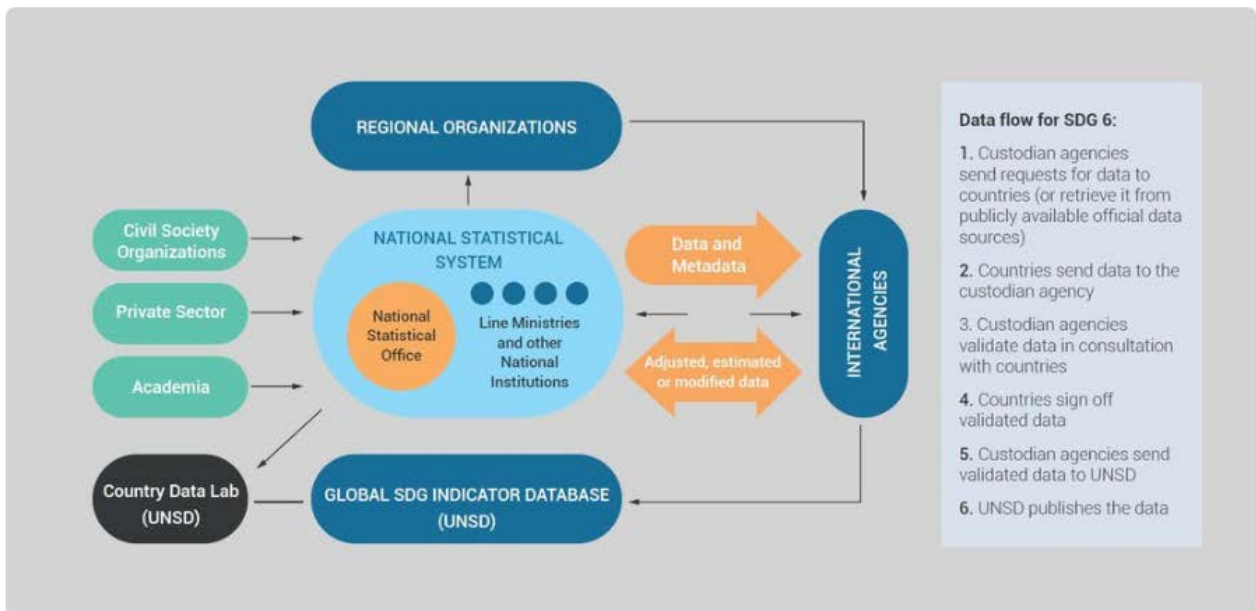 REGIONAL ORGANIZATIONS
Civil Society
Organizations
Private Sector
Academia
NATIONAL STATISTICAL
SYSTEM
National
Statistical
Office
Line Ministries
and other
National
Institutions
Data and
Metadata
Adjusted, estimated
or modified data
INTERNATIONAL
AGENCIES
Country Data Lab
(UNSD)
GLOBAL SDG INDICATOR DATABASE
(UNSD)
Data flow for SDG 6:
1. Custodian agencies
send requests for data to
countries (or retrieve it from
publicly available official data
sources)
2. Countries send data to the
custodian agency
3. Custodian agencies
validate data in consultation
with countries
4. Countries sign off
validated data
5. Custodian agencies send
validated data to UNSD
6. UNSD publishes the data